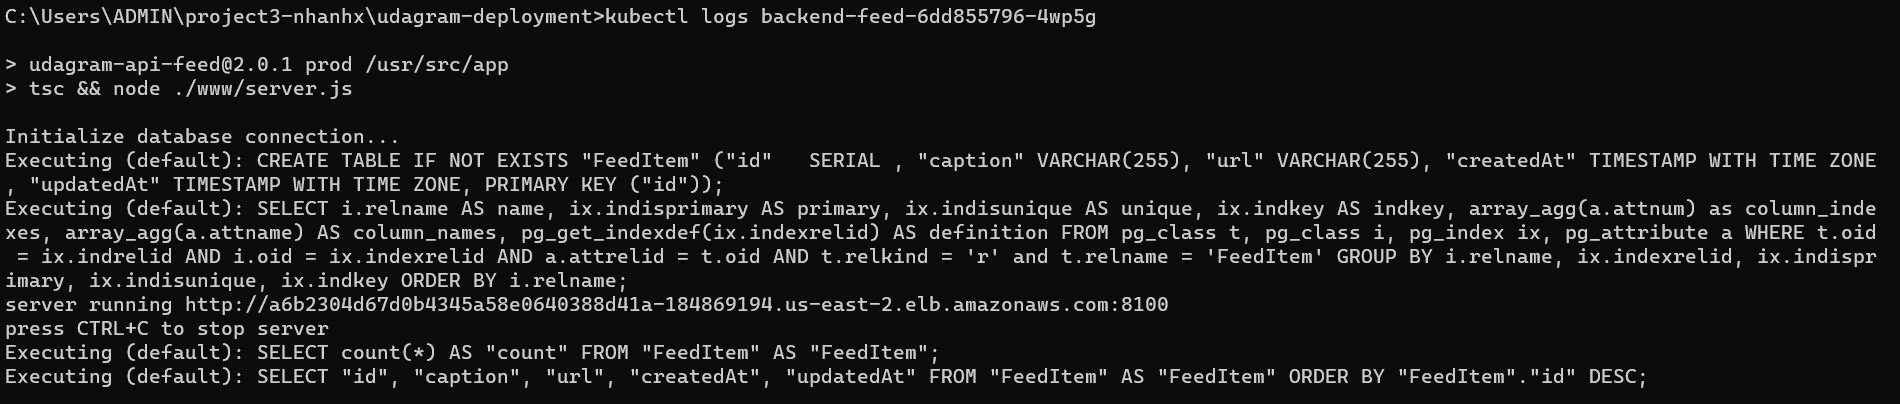 C:\Users\ADMIN\project3-nhanhx\udagram-deployment>kubectl logs backend-feed-6dd855796-4wp5g
> udagram-api-feed@2.0.1 prod /usr/src/app
> tsc && node ./www/server.js
Initialize database connection...
Executing (default): CREATE TABLE IF NOT EXISTS "FeedItem" ("id"   SERIAL , "caption" VARCHAR(255), "url" VARCHAR(255), "createdAt" TIMESTAMP WITH TIME ZONE
, "updatedAt" TIMESTAMP WITH TIME ZONE, PRIMARY KEY ("id"));
Executing (default): SELECT i.relname AS name, ix.indisprimary AS primary, ix.indisunique AS unique, ix.indkey AS indkey, array_agg(a.attnum) as column_inde
xes, array_agg(a.attname) AS column_names, pg_get_indexdef(ix.indexrelid) AS definition FROM pg_class t, pg_class i, pg_index ix, pg_attribute a WHERE t.oid
 = ix.indrelid AND i.oid = ix.indexrelid AND a.attrelid = t.oid AND t.relkind = 'r' and t.relname = 'FeedItem' GROUP BY i.relname, ix.indexrelid, ix.indispr
imary, ix.indisunique, ix.indkey ORDER BY i.relname;
server running http://a6b2304d67d0b4345a58e0640388d41a-184869194.us-east-2.elb.amazonaws.com:8100
press CTRL+C to stop server
Executing (default): SELECT count(*) AS "count" FROM "FeedItem" AS "FeedItem";
Executing (default): SELECT "id", "caption", "url", "createdAt", "updatedAt" FROM "FeedItem" AS "FeedItem" ORDER BY "FeedItem"."id" DESC;